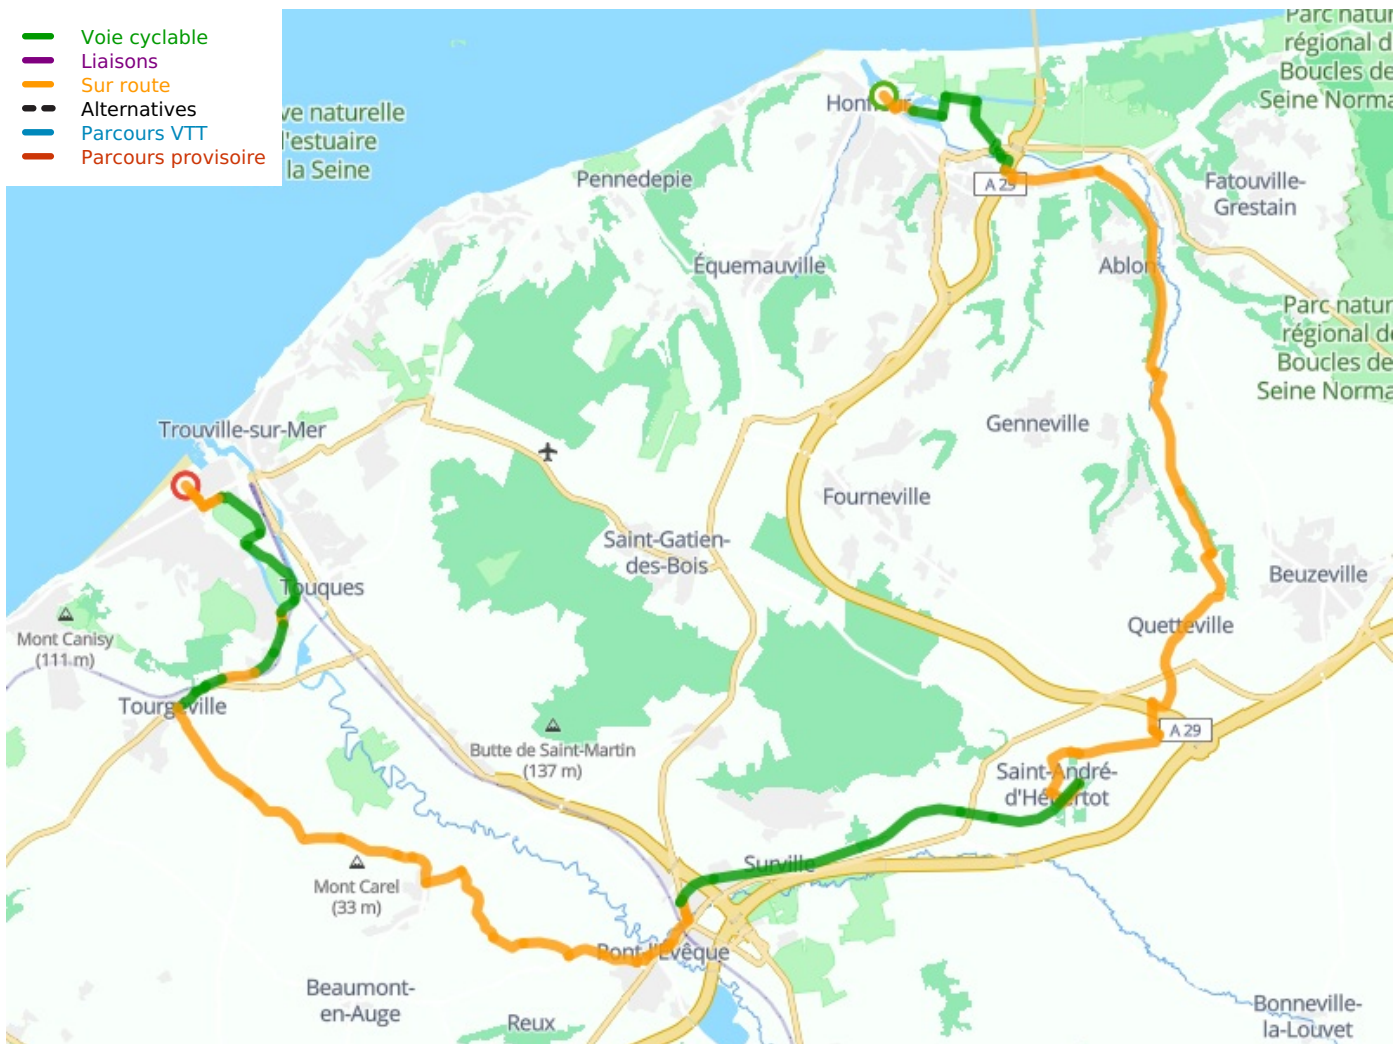 Voie cyclable
Liaisons
Sur route
Alternatives
Parcours VTT
Parcours provisoire
ve naturelle
l'estuaire
la Seine
Parc natur
régional d
Boucles de
Seine Norma
Pennedepie
A 29
Fatouville-
Grestain
Équemauville
Ablon
Parc natur
régional de
Boucles de
Seine Norma
Trouville-sur-Mer
Genneville
Fourneville
Saint-Gatien-
des-Bois
Touques
Beuzeville
Mont Canisy
(111 m)
Quetteville
Tourgéville
Butte de Saint-Martin
(137 m)
A 29
Saint-André-
d'Hébertot
Surville
Mont Carel
(33 m)
Pont-l'Évêque
Beaumont-
en-Auge
Reux
Bonneville-
la-Louvet